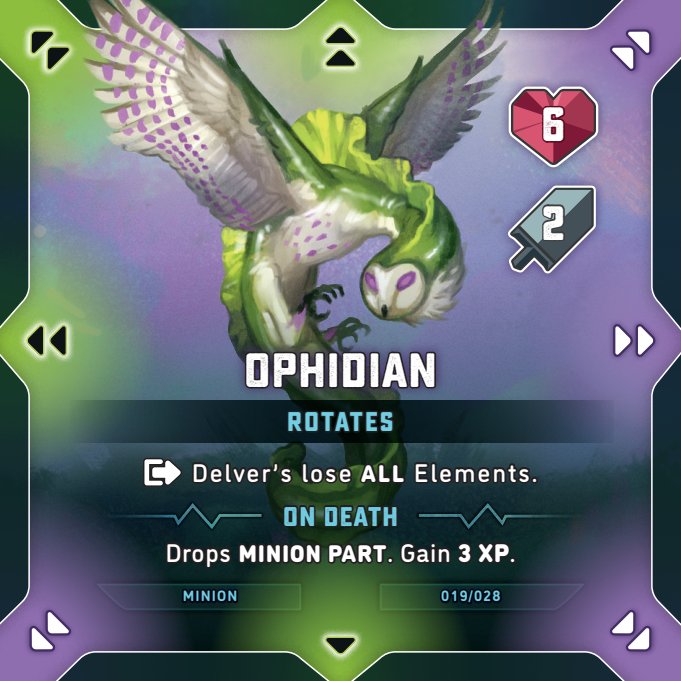 6
2
OPHIDIAN
ROTATES
Delver's lose ALL Elements.
ON DEATH
Drops MINION PART. Gain 3 XP.
MINION
019/028